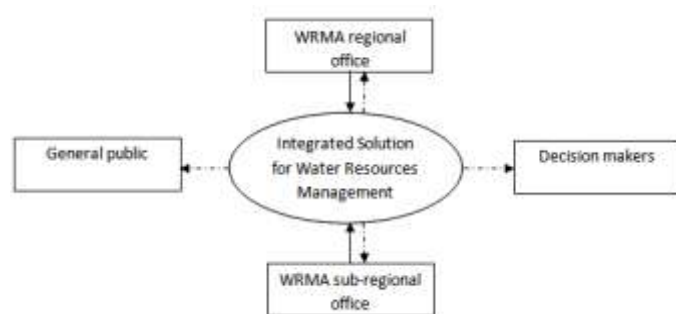 WRMA regional
office
General public
Integrated Solution
for Water Resources
Management
Decision makers
WRMA sub-regional
office